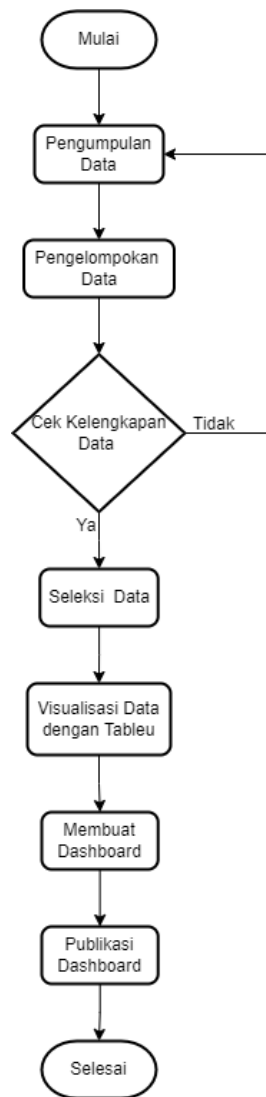 Mulai
Pengumpulan
Data
Pengelompokan
Data
Cek Kelengkapan
Data
Tidak
Ya
Seleksi Data
Visualisasi Data
dengan Tableu
Membuat
Dashboard
Publikasi
Dashboard
Selesai